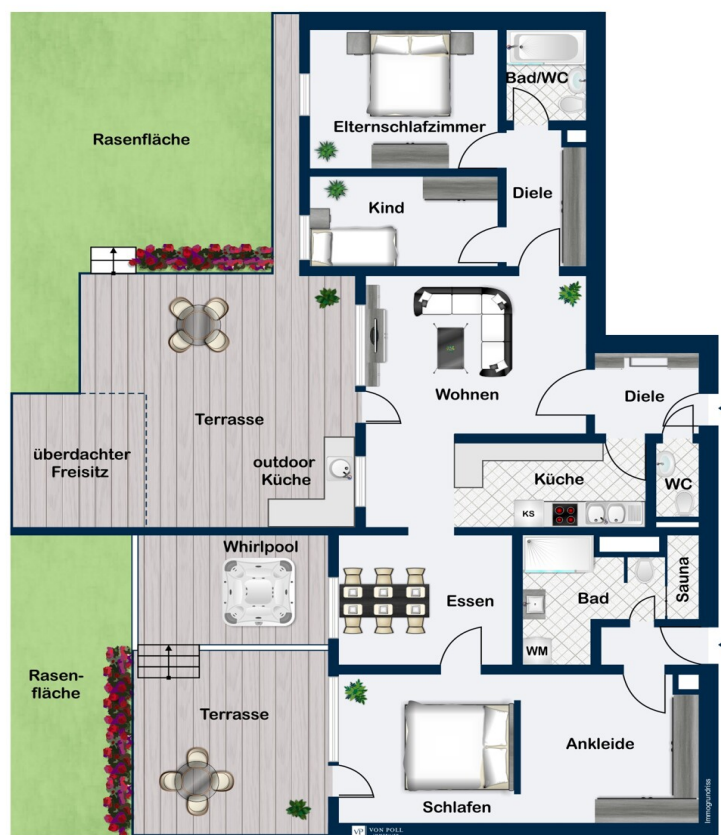 Bad/WC
Elternschlafzimmer
Rasenfläche
Kind
Diele
Wohnen
Diele
Terrasse
überdachter
Freisitz
outdoor
Küche
Küche
WC
KS
Whirlpool
Essen
Bad
Sauna
WM
Rasen-
fläche
Terrasse
Ankleide
Schlafen
Immogrundriss
VP VON POLL